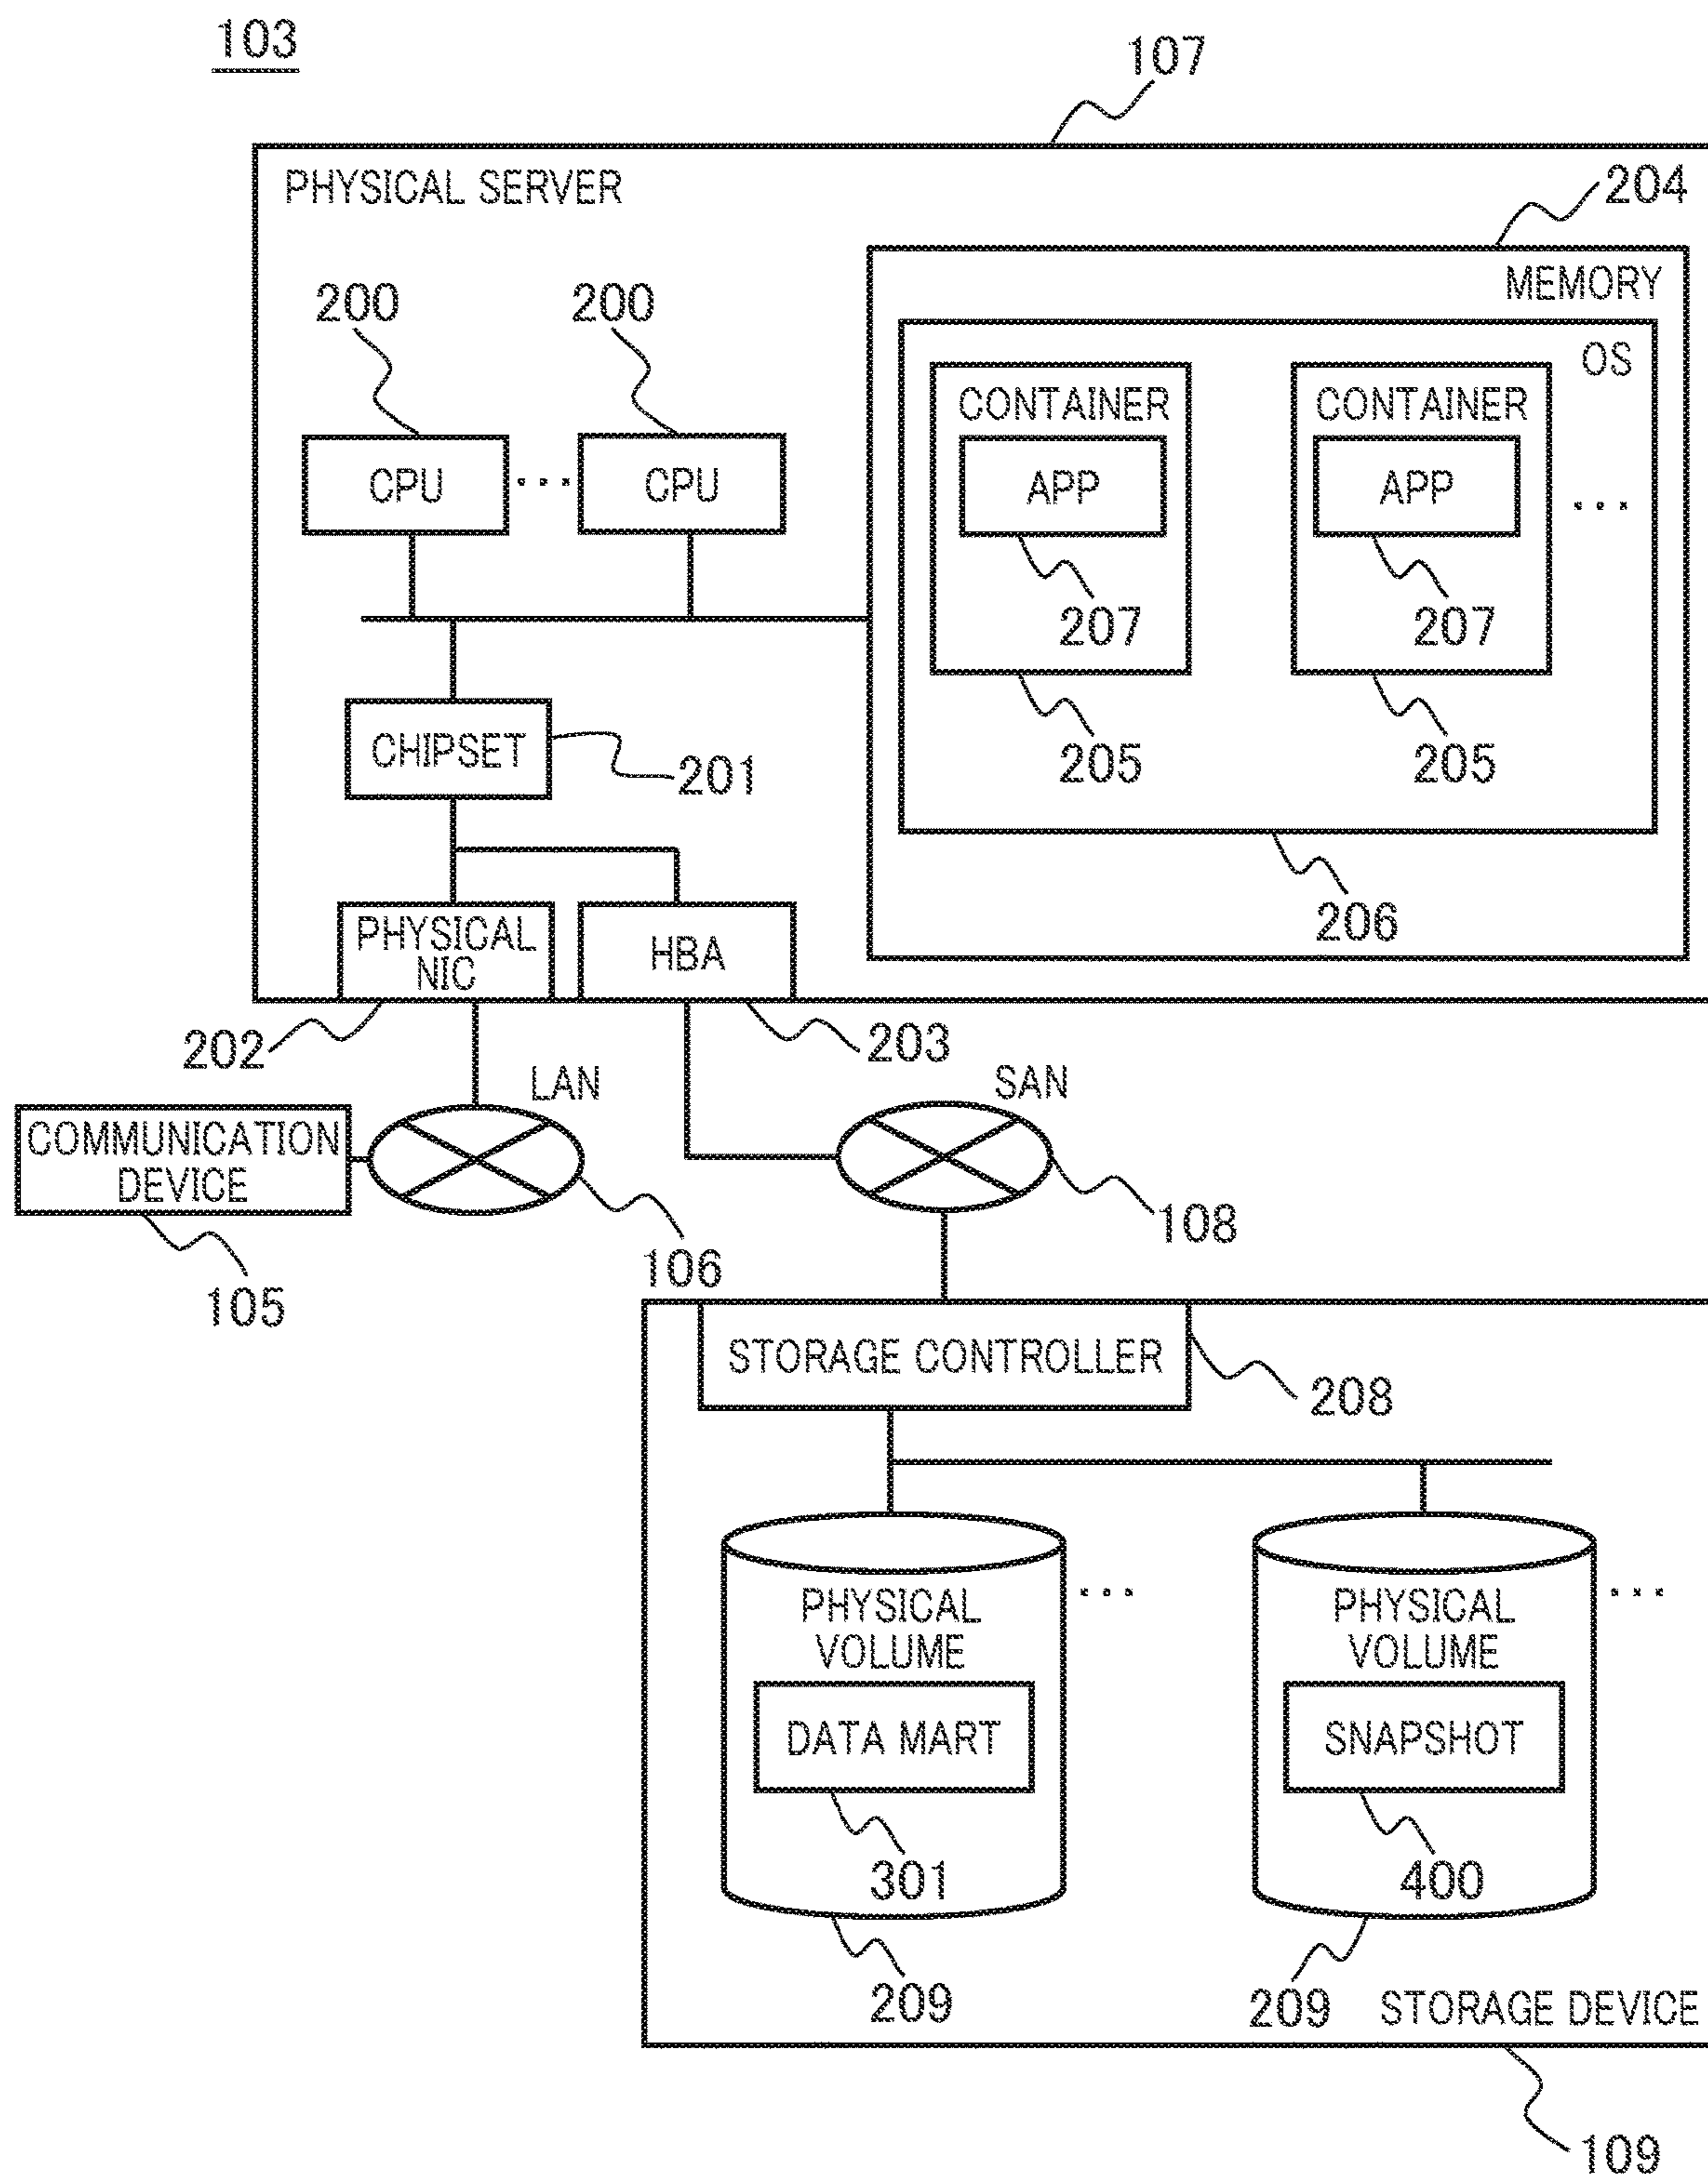 103
107
PHYSICAL SERVER
204
MEMORY
200
200
OS
CONTAINER
CONTAINER
CPU
...
CPU
APP
APP
...
207
207
CHIPSET
201
205
205
206
PHYSICAL
NIC
HBA
202
203
LAN
SAN
COMMUNICATION
DEVICE
105
106
108
STORAGE CONTROLLER
208
PHYSICAL
VOLUME
...
PHYSICAL
VOLUME
...
DATA MART
SNAPSHOT
301
400
209
209
STORAGE DEVICE
109